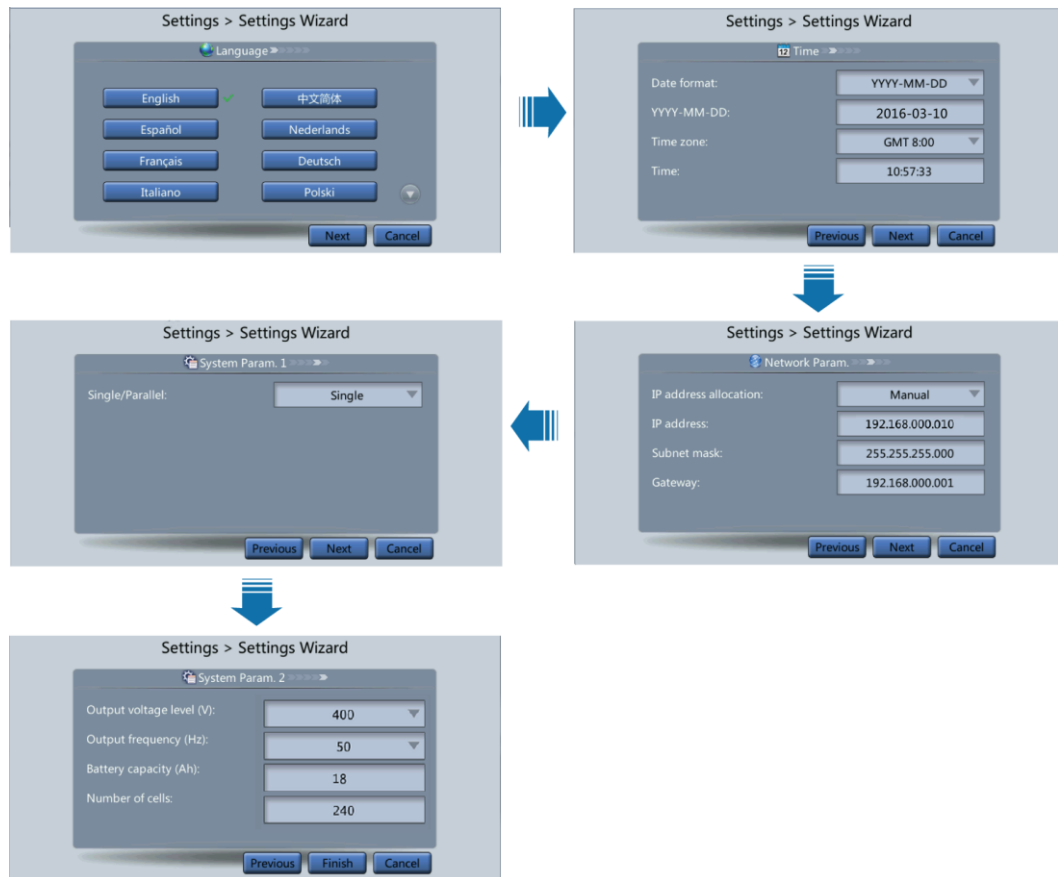 Settings > Settings Wizard
Language
English
中文简体
Español
Nederlands
Français
Deutsch
Italiano
Polski
Next Cancel
Settings > Settings Wizard
12 Time
Date format: YYYY-MM-DD
YYYY-MM-DD: 2016-03-10
Time zone: GMT 8:00
Time: 10:57:33
Previous Next Cancel
Settings > Settings Wizard
Network Param.
IP address allocation: Manual
IP address: 192.168.000.010
Subnet mask: 255.255.255.000
Gateway: 192.168.000.001
Previous Next Cancel
Settings > Settings Wizard
System Param. 1
Single/Parallel: Single
Previous Next Cancel
Settings > Settings Wizard
System Param. 2
Output voltage level (V): 400
Output frequency (Hz): 50
Battery capacity (Ah): 18
Number of cells: 240
Previous Finish Cancel